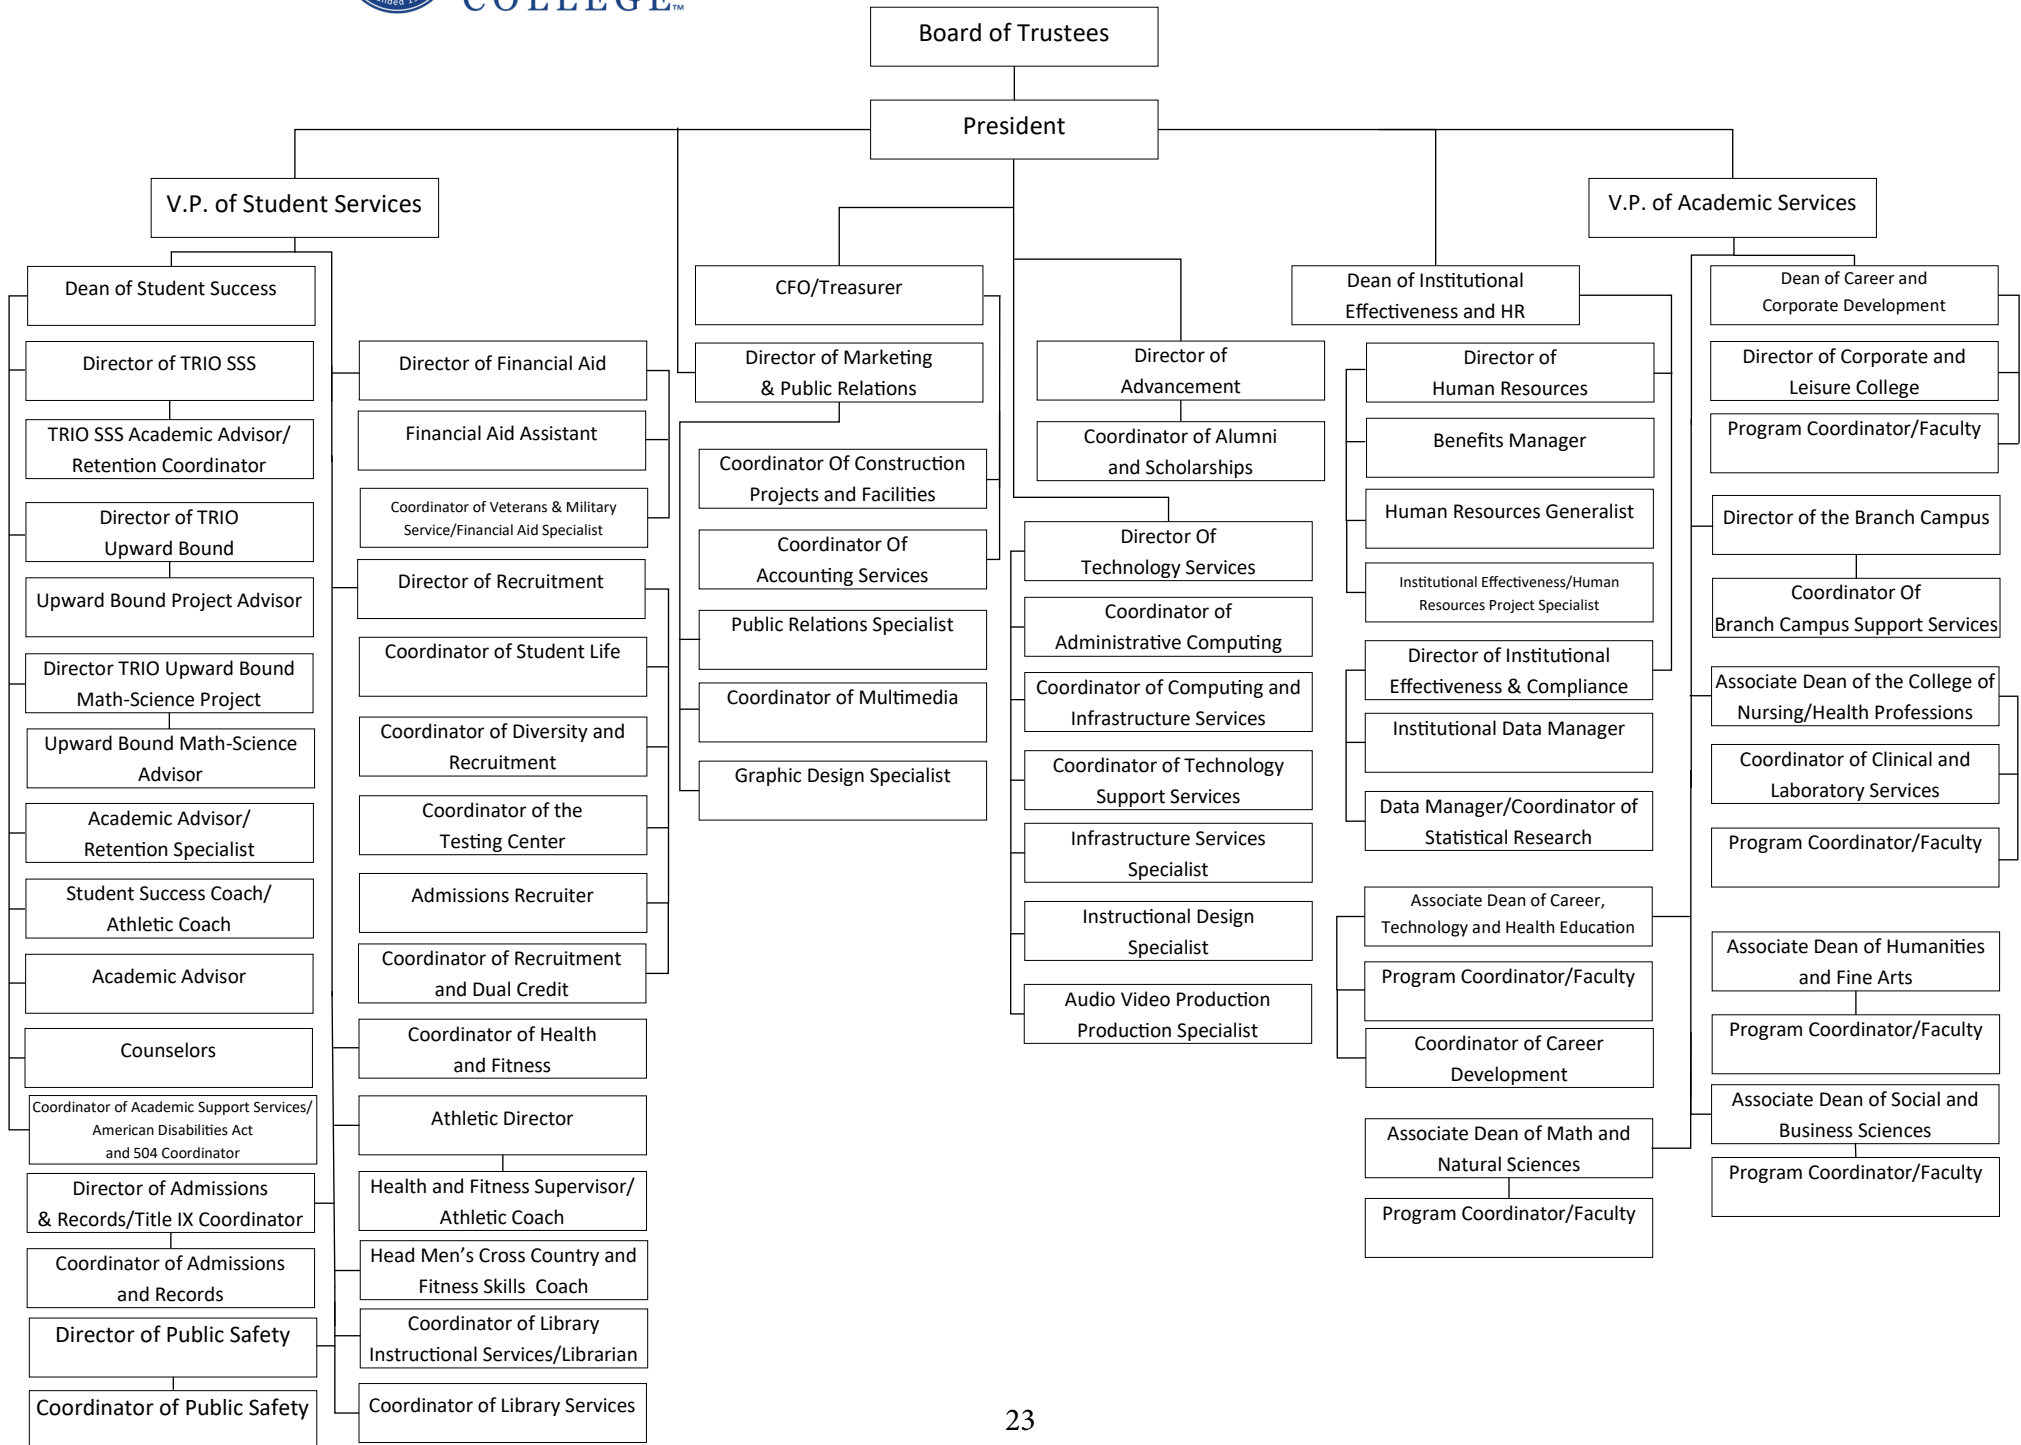 COLLEGE™
Board of Trustees
President
V.P. of Student Services
V.P. of Academic Services
Dean of Student Success
Director of TRIO SSS
TRIO SSS Academic Advisor/
Retention Coordinator
Director of TRIO
Upward Bound
Upward Bound Project Advisor
Director TRIO Upward Bound
Math-Science Project
Upward Bound Math-Science
Advisor
Academic Advisor/
Retention Specialist
Student Success Coach/
Athletic Coach
Academic Advisor
Counselors
Coordinator of Academic Support Services/
American Disabilities Act
and 504 Coordinator
Director of Admissions
& Records/Title IX Coordinator
Coordinator of Admissions
and Records
Director of Public Safety
Coordinator of Public Safety
Director of Financial Aid
Financial Aid Assistant
Coordinator of Veterans & Military
Service/Financial Aid Specialist
Director of Recruitment
Coordinator of Student Life
Coordinator of Diversity and
Recruitment
Coordinator of the
Testing Center
Admissions Recruiter
Coordinator of Recruitment
and Dual Credit
Coordinator of Health
and Fitness
Athletic Director
Health and Fitness Supervisor/
Athletic Coach
Head Men’s Cross Country and
Fitness Skills Coach
Coordinator of Library
Instructional Services/Librarian
Coordinator of Library Services
CFO/Treasurer
Director of Marketing
& Public Relations
Coordinator Of Construction
Projects and Facilities
Coordinator Of
Accounting Services
Public Relations Specialist
Coordinator of Multimedia
Graphic Design Specialist
Director of
Advancement
Coordinator of Alumni
and Scholarships
Director Of
Technology Services
Coordinator of
Administrative Computing
Coordinator of Computing and
Infrastructure Services
Coordinator of Technology
Support Services
Infrastructure Services
Specialist
Instructional Design
Specialist
Audio Video Production
Production Specialist
Dean of Institutional
Effectiveness and HR
Director of
Human Resources
Benefits Manager
Human Resources Generalist
Institutional Effectiveness/Human
Resources Project Specialist
Director of Institutional
Effectiveness & Compliance
Institutional Data Manager
Data Manager/Coordinator of
Statistical Research
Associate Dean of Career,
Technology and Health Education
Program Coordinator/Faculty
Coordinator of Career
Development
Associate Dean of Math and
Natural Sciences
Program Coordinator/Faculty
Dean of Career and
Corporate Development
Director of Corporate and
Leisure College
Program Coordinator/Faculty
Director of the Branch Campus
Coordinator Of
Branch Campus Support Services
Associate Dean of the College of
Nursing/Health Professions
Coordinator of Clinical and
Laboratory Services
Program Coordinator/Faculty
Associate Dean of Humanities
and Fine Arts
Program Coordinator/Faculty
Associate Dean of Social and
Business Sciences
Program Coordinator/Faculty
23